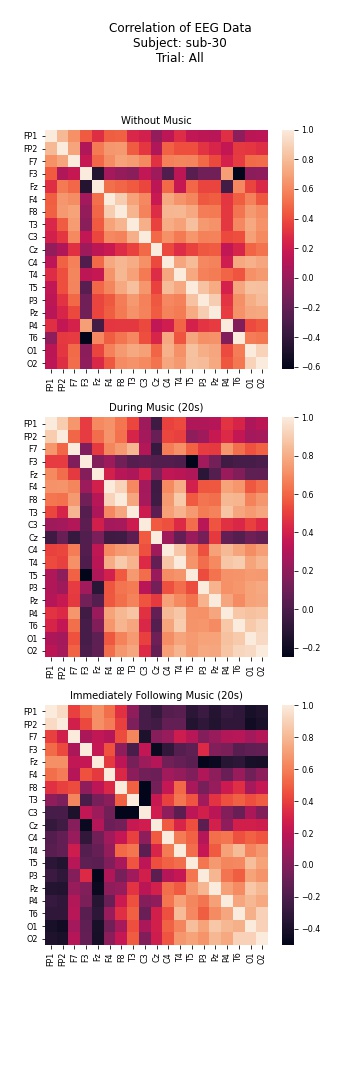 Correlation of EEG Data
Subject: sub-30
Trial: All
Without Music
FP1
FP2
F7
F3
Fz
F4
F8
T3
C3
Cz
C4
T4
T5
P3
Pz
P4
T6
O1
O2
FP1 FP2 F7 F3 Fz F4 F8 T3 C3 Cz C4 T4 T5 P3 Pz P4 T6 O1 O2
1.0
0.8
0.6
0.4
0.2
0.0
−0.2
−0.4
−0.6
During Music (20s)
FP1
FP2
F7
F3
Fz
F4
F8
T3
C3
Cz
C4
T4
T5
P3
Pz
P4
T6
O1
O2
FP1 FP2 F7 F3 Fz F4 F8 T3 C3 Cz C4 T4 T5 P3 Pz P4 T6 O1 O2
1.0
0.8
0.6
0.4
0.2
0.0
−0.2
Immediately Following Music (20s)
FP1
FP2
F7
F3
Fz
F4
F8
T3
C3
Cz
C4
T4
T5
P3
Pz
P4
T6
O1
O2
FP1 FP2 F7 F3 Fz F4 F8 T3 C3 Cz C4 T4 T5 P3 Pz P4 T6 O1 O2
1.0
0.8
0.6
0.4
0.2
0.0
−0.2
−0.4